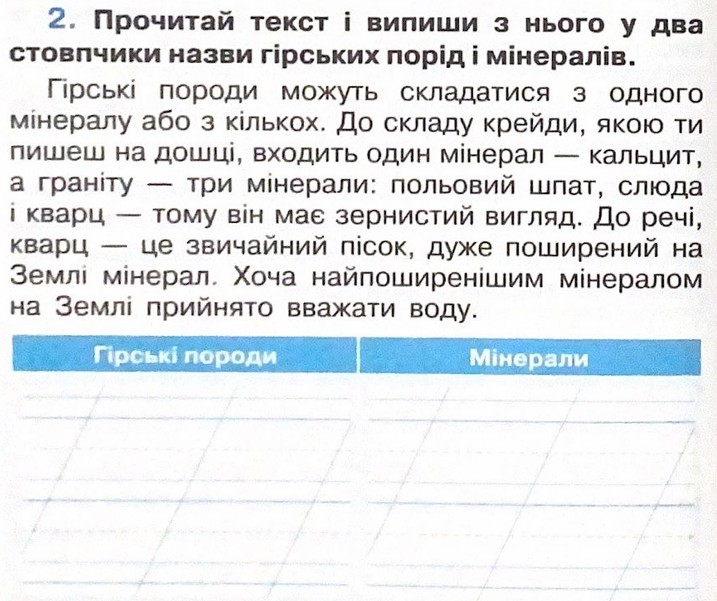 2. Прочитай текст і випиши з нього у два
стовпчики назви гірських порід і мінералів.
Гірські породи можуть складатися з одного
мінералу або з кількох. До складу крейди, якою ти
пишеш на дошці, входить один мінерал — кальцит,
а граніту — три мінерали: польовий шпат, слюда
і кварц — тому він має зернистий вигляд. До речі,
кварц — це звичайний пісок, дуже поширений на
Землі мінерал. Хоча найпоширенішим мінералом
на Землі прийнято вважати воду.
Гірські породи Мінерали